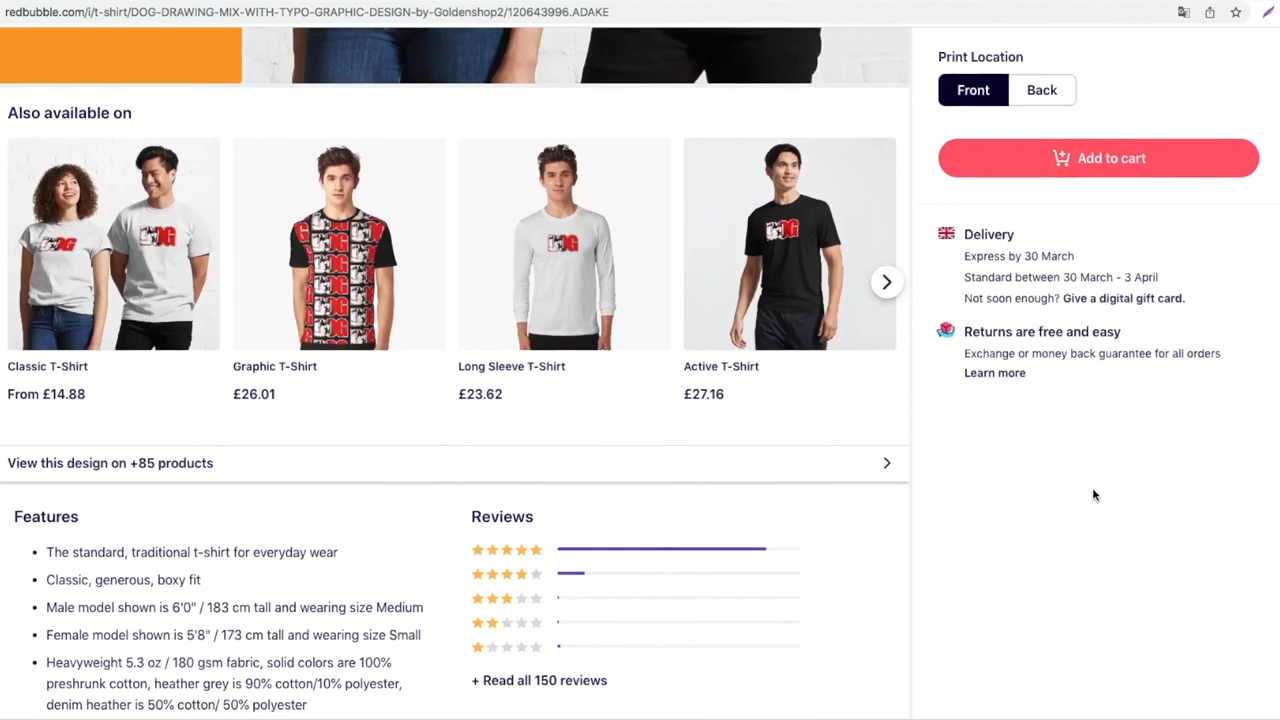 redbubble.com/i/t-shirt/DOG-DRAWING-MIX-WITH-TYPO-GRAPHIC-DESIGN-by-Goldenshop2/120643996.ADAKE
Print Location
Front Back
Add to cart
Also available on
Classic T-Shirt
From £14.88
Graphic T-Shirt
£26.01
Long Sleeve T-Shirt
£23.62
Active T-Shirt
£27.16
View this design on +85 products
Features
• The standard, traditional t-shirt for everyday wear
• Classic, generous, boxy fit
• Male model shown is 6'0" / 183 cm tall and wearing size Medium
• Female model shown is 5'8" / 173 cm tall and wearing size Small
• Heavyweight 5.3 oz / 180 gsm fabric, solid colors are 100%
preshrunk cotton, heather grey is 90% cotton/10% polyester,
denim heather is 50% cotton/ 50% polyester
Reviews
+ Read all 150 reviews
Delivery
Express by 30 March
Standard between 30 March - 3 April
Not soon enough? Give a digital gift card.
Returns are free and easy
Exchange or money back guarantee for all orders
Learn more